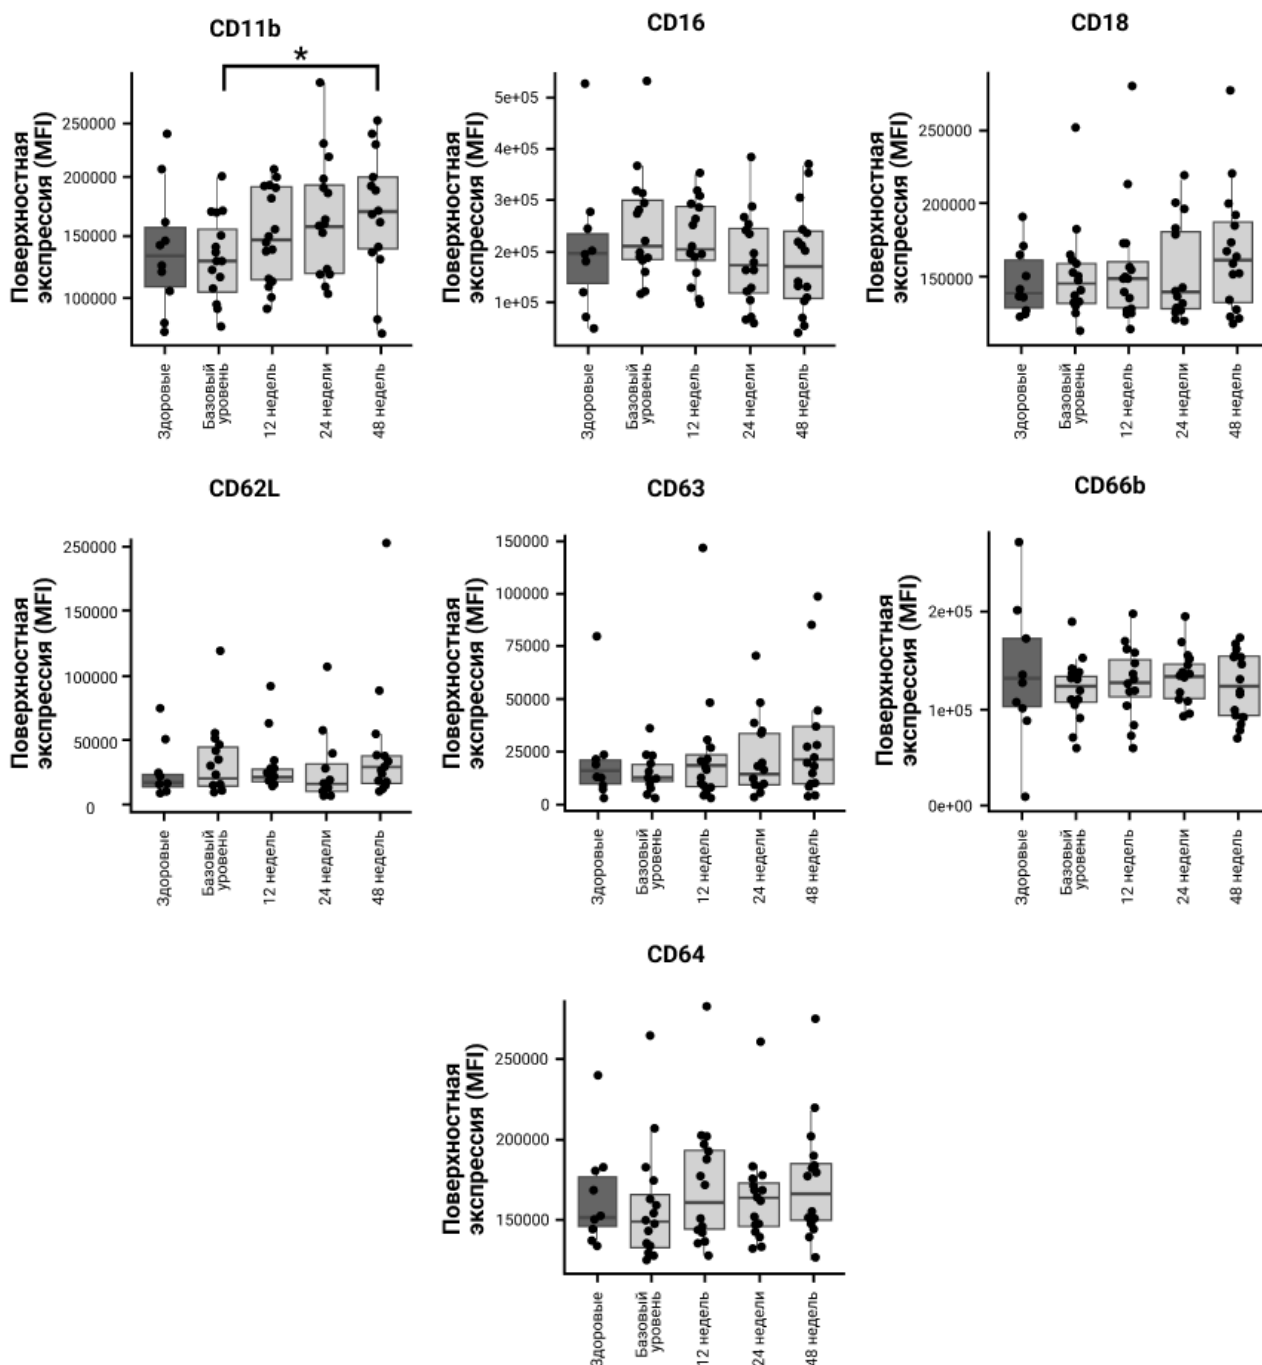 CD11b
*
Поверхностная
экспрессия (MFI)
250000
200000
150000
100000
Здоровые
Базовый
уровень
12 недель
24 недели
48 недель
CD16
Поверхностная
экспрессия (MFI)
5e+05
4e+05
3e+05
2e+05
1e+05
Здоровые
Базовый
уровень
12 недель
24 недели
48 недель
CD18
Поверхностная
экспрессия (MFI)
250000
200000
150000
Здоровые
Базовый
уровень
12 недель
24 недели
48 недель
CD62L
Поверхностная
экспрессия (MFI)
250000
150000
100000
50000
0
Здоровые
Базовый
уровень
12 недель
24 недели
48 недель
CD63
Поверхностная
экспрессия (MFI)
150000
100000
75000
50000
25000
0
Здоровые
Базовый
уровень
12 недель
24 недели
48 недель
CD66b
Поверхностная
экспрессия (MFI)
2e+05
1e+05
0e+00
Здоровые
Базовый
уровень
12 недель
24 недели
48 недель
CD64
Поверхностная
экспрессия (MFI)
250000
200000
150000
Здоровые
Базовый
уровень
12 недель
24 недели
48 недель